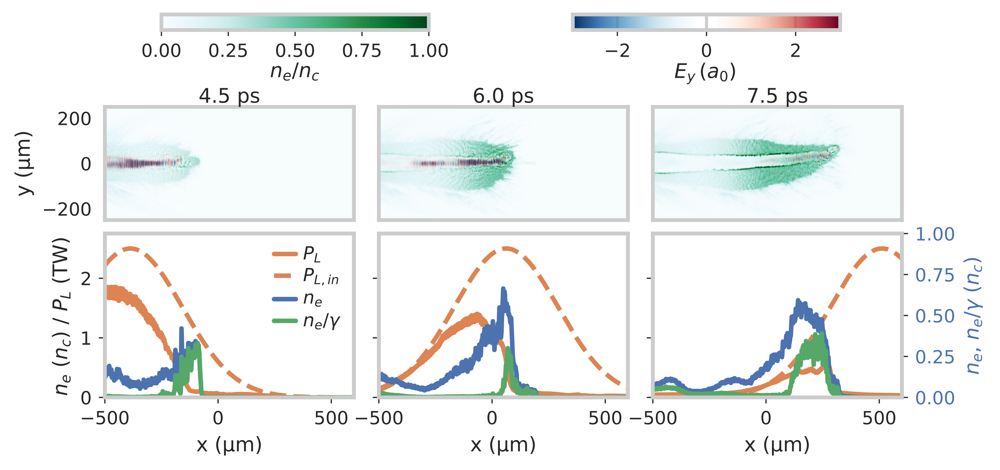 0.00 0.25 0.50 0.75 1.00
n_e/n_c
−2 0 2
E_y (a_0)
4.5 ps
6.0 ps
7.5 ps
y (μm)
200
0
−200
n_e (n_c) / P_L (TW)
2
1
0
P_L
P_{L, in}
n_e
n_e/γ
1.00
0.75
0.50
0.25
0.00
n_e, n_e/γ (n_c)
−500 0 500
−500 0 500
−500 0 500
x (μm)
x (μm)
x (μm)